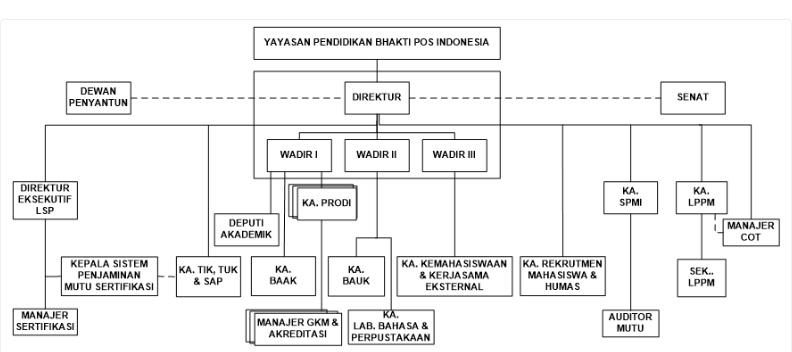 YAYASAN PENDIDIKAN BHAKTI POS INDONESIA
DEWAN
PENYANTUN
DIREKTUR
SENAT
WADIR I
WADIR II
WADIR III
DIREKTUR
EKSEKUTIF
LSP
KA. PRODI
KA.
SPMI
KA.
LPPM
DEPUTI
AKADEMIK
MANAJER
COT
KEPALA SISTEM
PENJAMINAN
MUTU SERTIFIKASI
KA. TIK, TUK
& SAP
KA.
BAAK
KA.
BAUK
KA. KEMAHASISWAAN
& KERJASAMA
EKSTERNAL
KA. REKRUTMEN
MAHASISWA &
HUMAS
SEK..
LPPM
MANAJER
SERTIFIKASI
MANAJER GKM &
AKREDITASI
KA.
LAB. BAHASA &
PERPUSTAKAAN
AUDITOR
MUTU